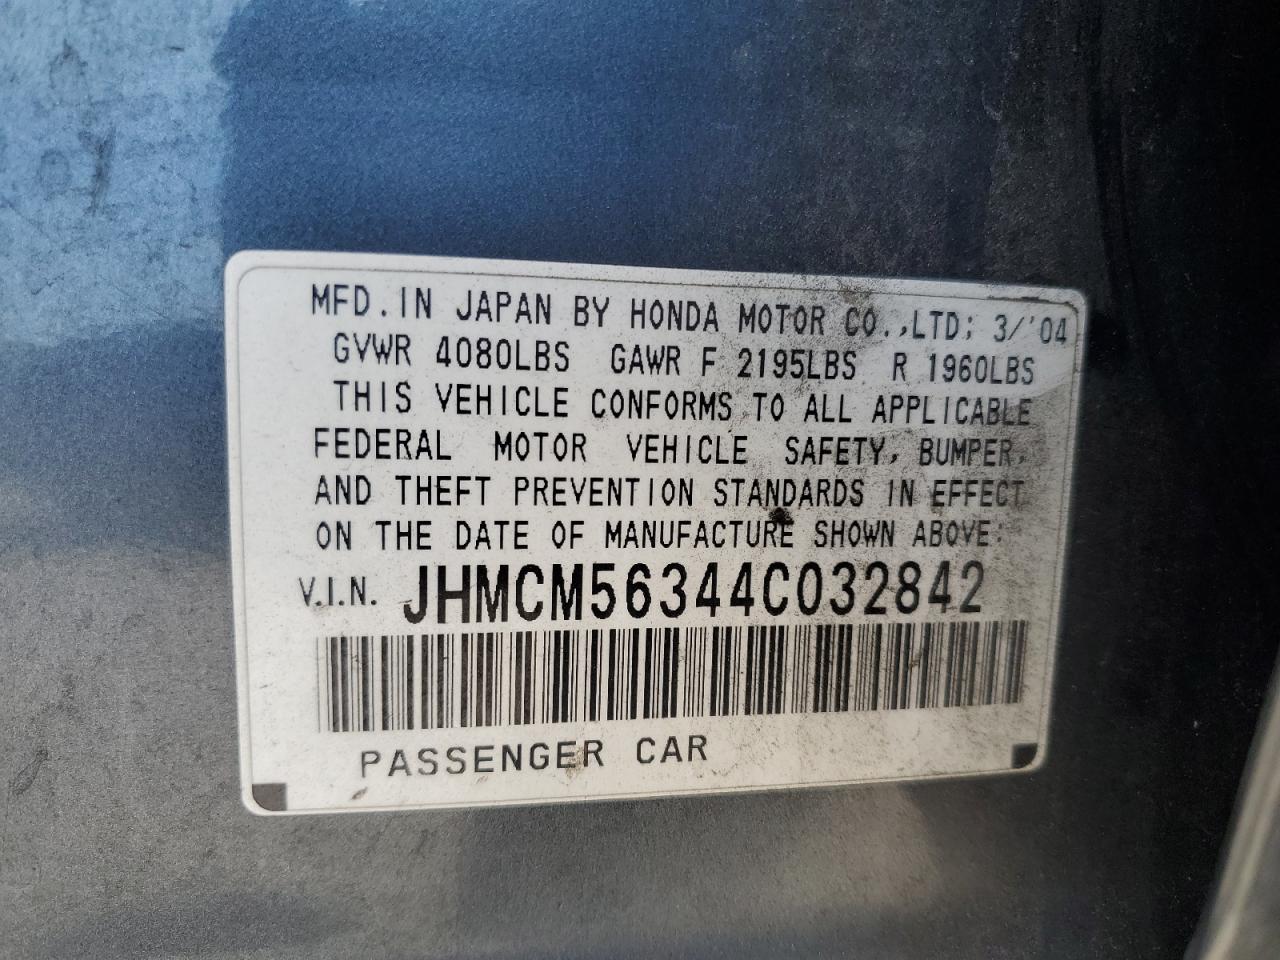 MFD. IN JAPAN BY HONDA MOTOR CO.,LTD; 3/'04
GVWR 4080LBS GAWR F 2195LBS R 1960LBS
THIS VEHICLE CONFORMS TO ALL APPLICABLE
FEDERAL MOTOR VEHICLE SAFETY, BUMPER,
AND THEFT PREVENTION STANDARDS IN EFFECT
ON THE DATE OF MANUFACTURE SHOWN ABOVE:
V.I.N. JHMCM56344C032842
PASSENGER CAR